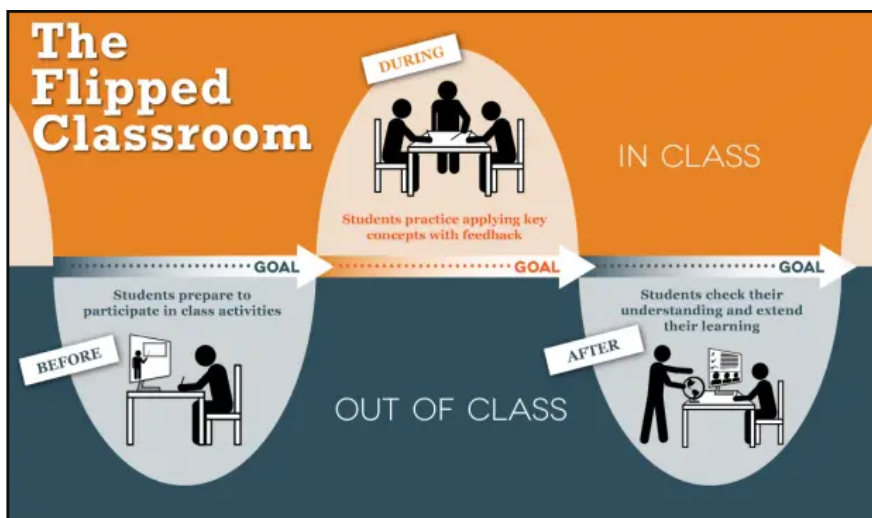 The
Flipped
Classroom
DURING
IN CLASS
Students practice applying key
concepts with feedback
GOAL
GOAL
GOAL
Students prepare to
participate in class activities
BEFORE
OUT OF CLASS
Students check their
understanding and extend
their learning
AFTER